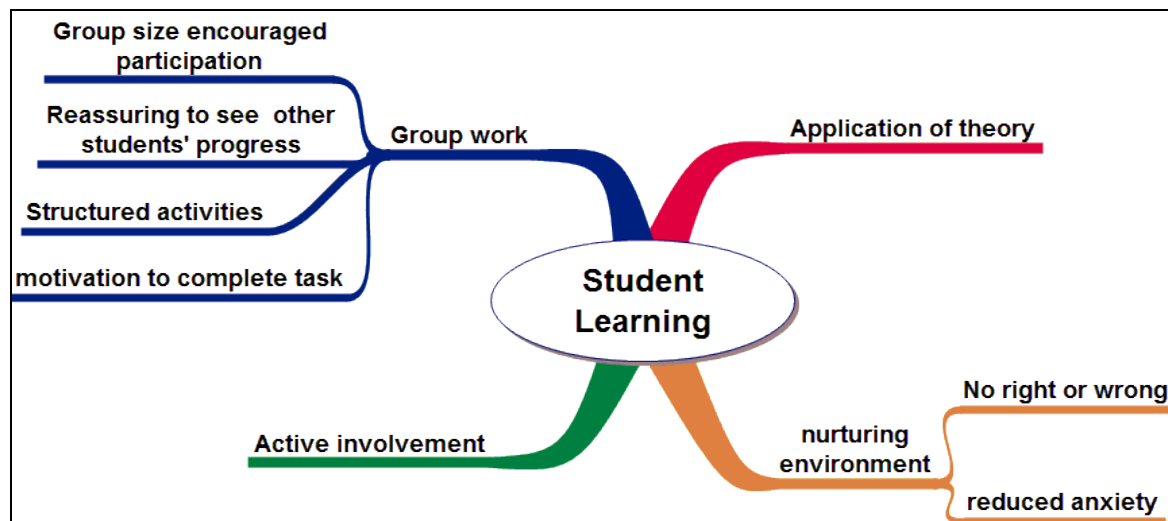 Group size encouraged
participation
Reassuring to see other
students' progress
Structured activities
motivation to complete task
Group work
Application of theory
Student
Learning
Active involvement
nurturing
environment
No right or wrong
reduced anxiety